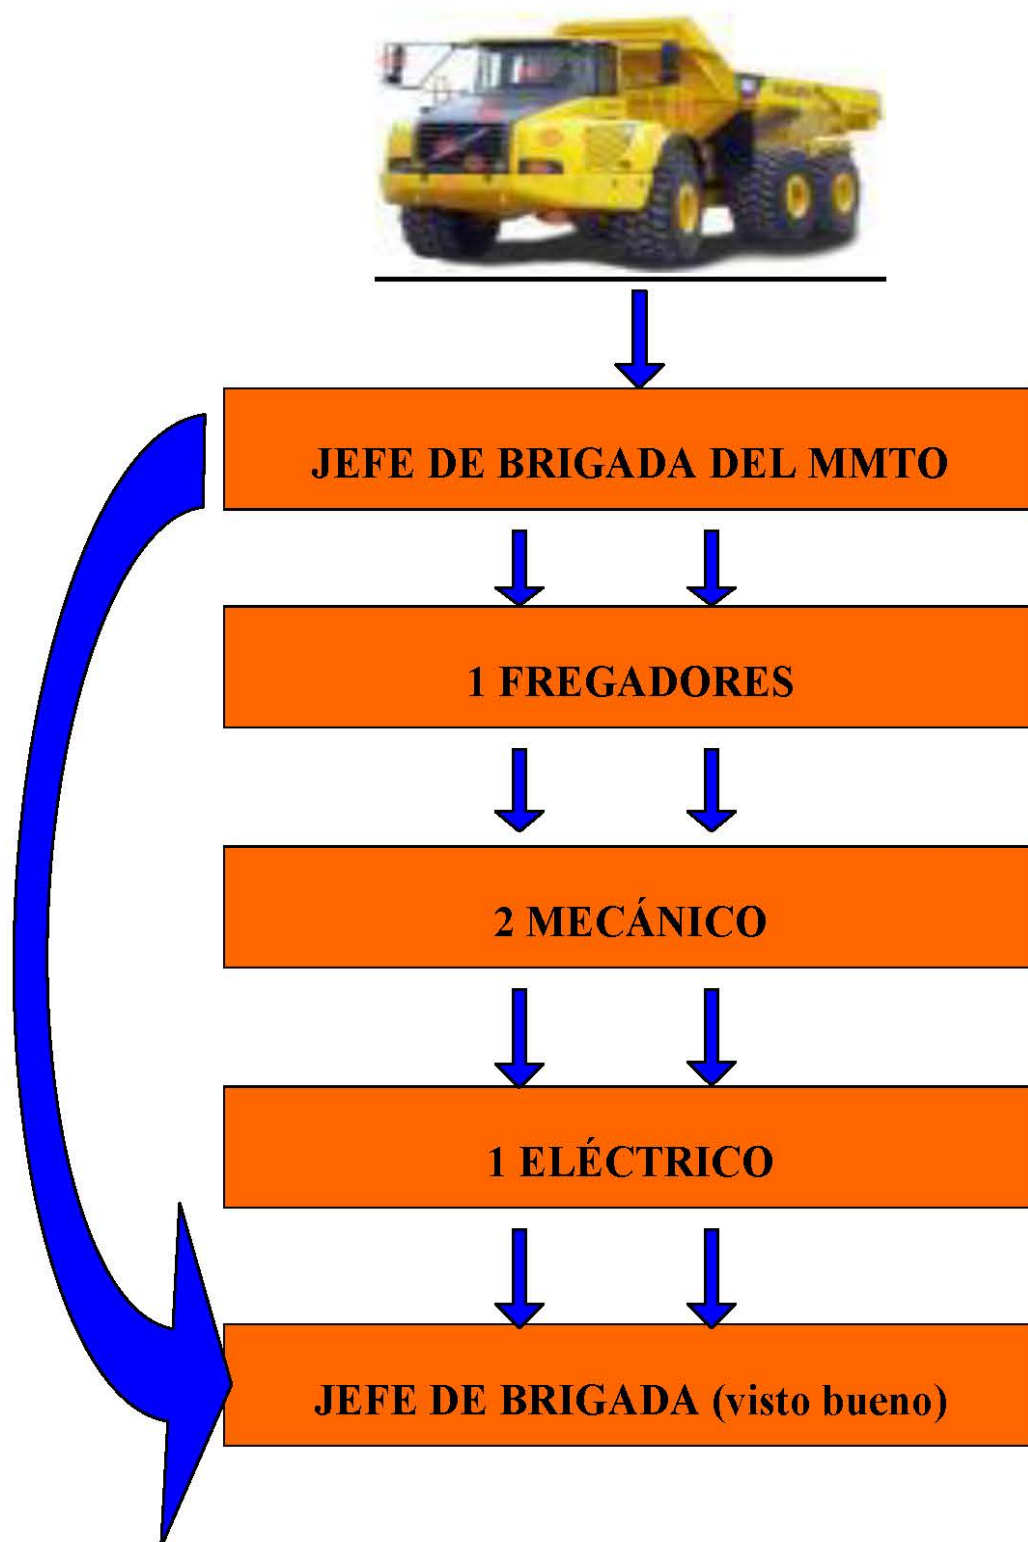 JEFE DE BRIGADA DEL MMTO
1 FREGADORES
2 MECÁNICO
1 ELÉCTRICO
JEFE DE BRIGADA (visto bueno)